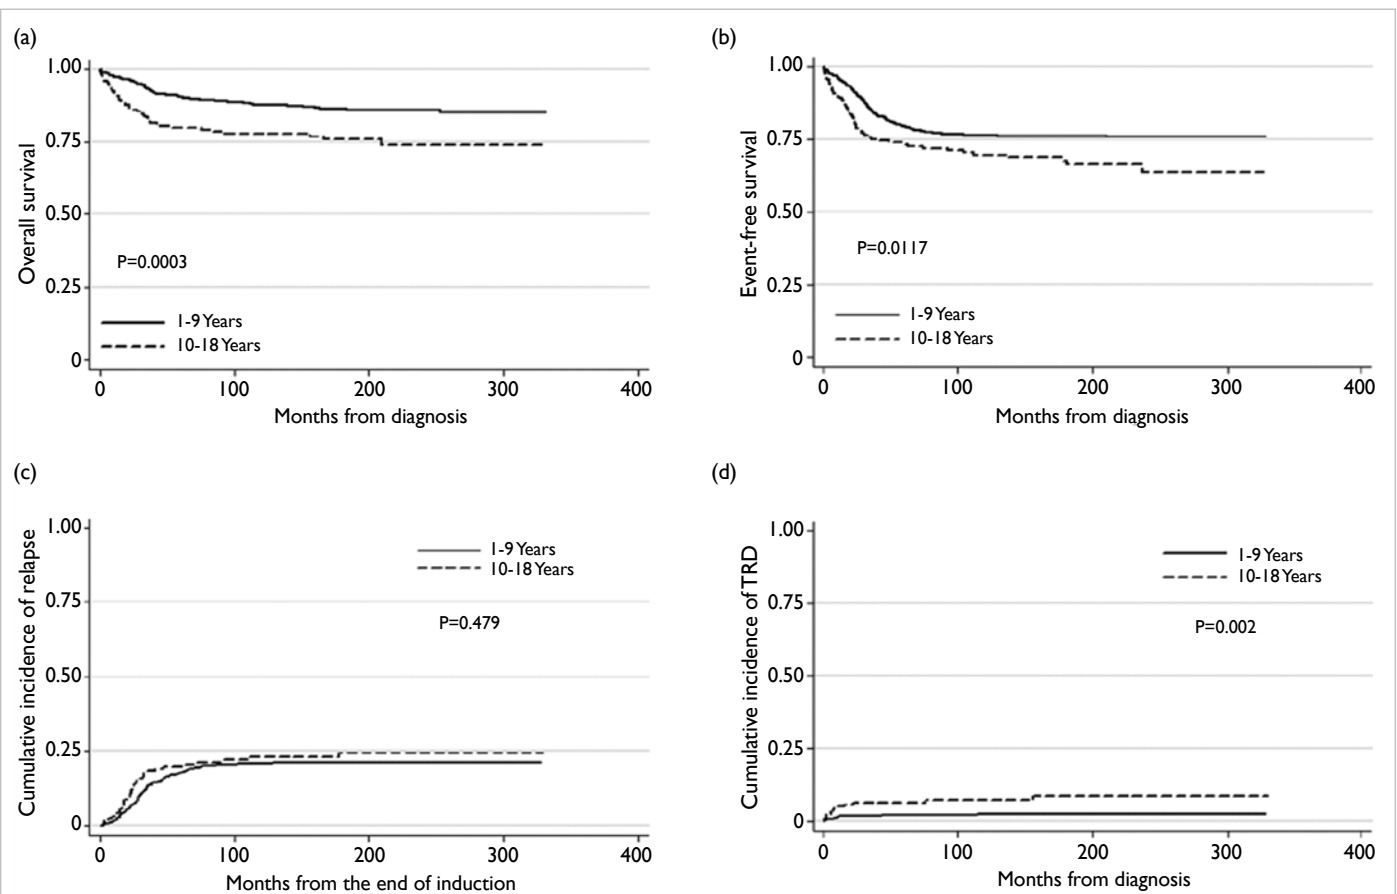 (a)
1.00
0.75
0.50
0.25
0
Overall survival
P=0.0003
1-9 Years
10-18 Years
0 100 200 300 400
Months from diagnosis
(b)
1.00
0.75
0.50
0.25
0
Event-free survival
P=0.0117
1-9 Years
10-18 Years
0 100 200 300 400
Months from diagnosis
(c)
1.00
0.75
0.50
0.25
0
Cumulative incidence of relapse
1-9 Years
10-18 Years
P=0.479
0 100 200 300 400
Months from the end of induction
(d)
1.00
0.75
0.50
0.25
0
Cumulative incidence of TRD
1-9 Years
10-18 Years
P=0.002
0 100 200 300 400
Months from diagnosis